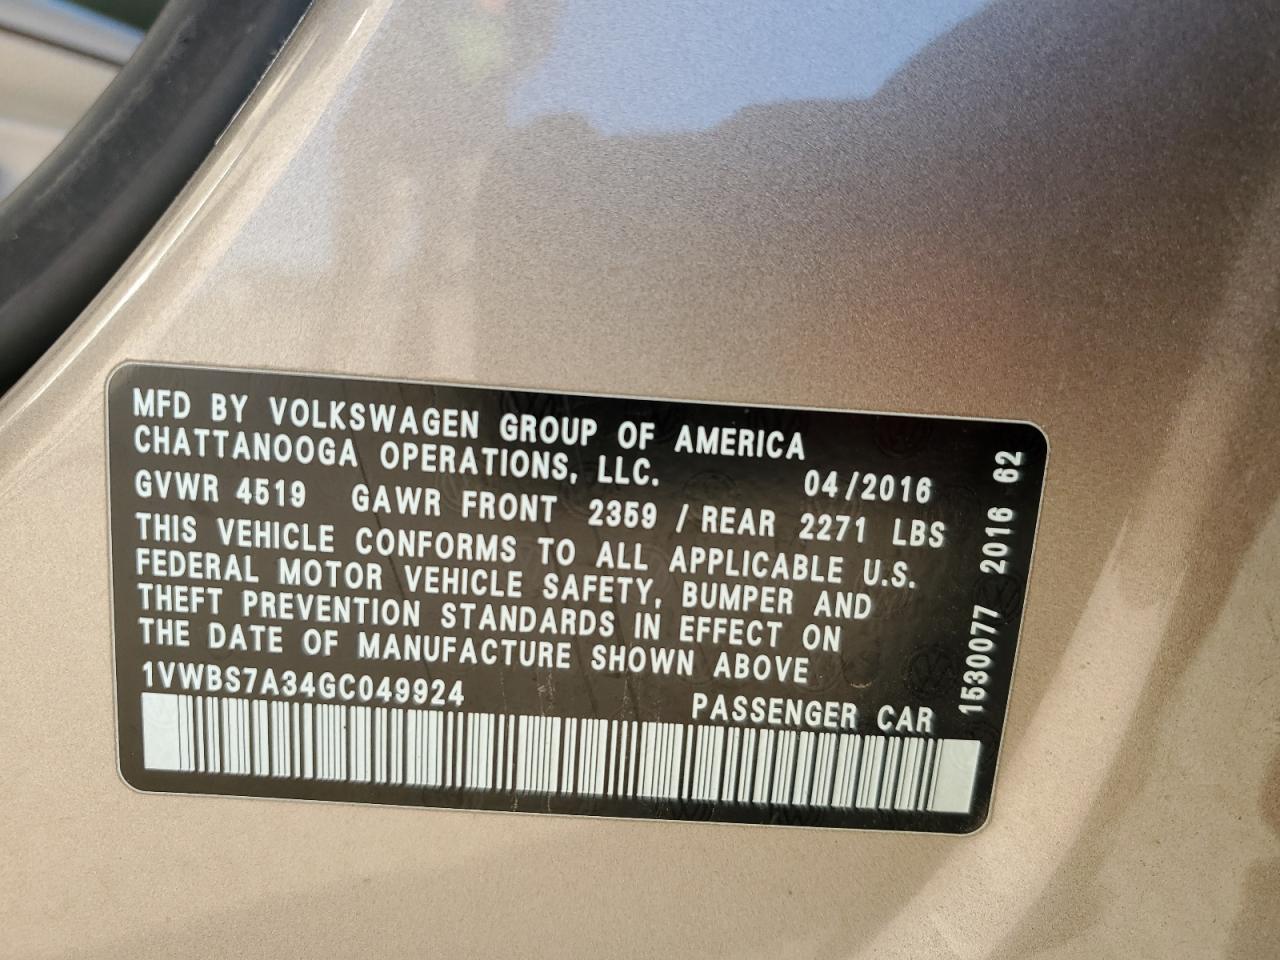 MFD BY VOLKSWAGEN GROUP OF AMERICA
CHATTANOOGA OPERATIONS, LLC. 04/2016
GVWR 4519 GAWR FRONT 2359 / REAR 2271 LBS
THIS VEHICLE CONFORMS TO ALL APPLICABLE U.S.
FEDERAL MOTOR VEHICLE SAFETY, BUMPER AND
THEFT PREVENTION STANDARDS IN EFFECT ON
THE DATE OF MANUFACTURE SHOWN ABOVE
1VWBS7A34GC049924 PASSENGER CAR
1530077 2016 62